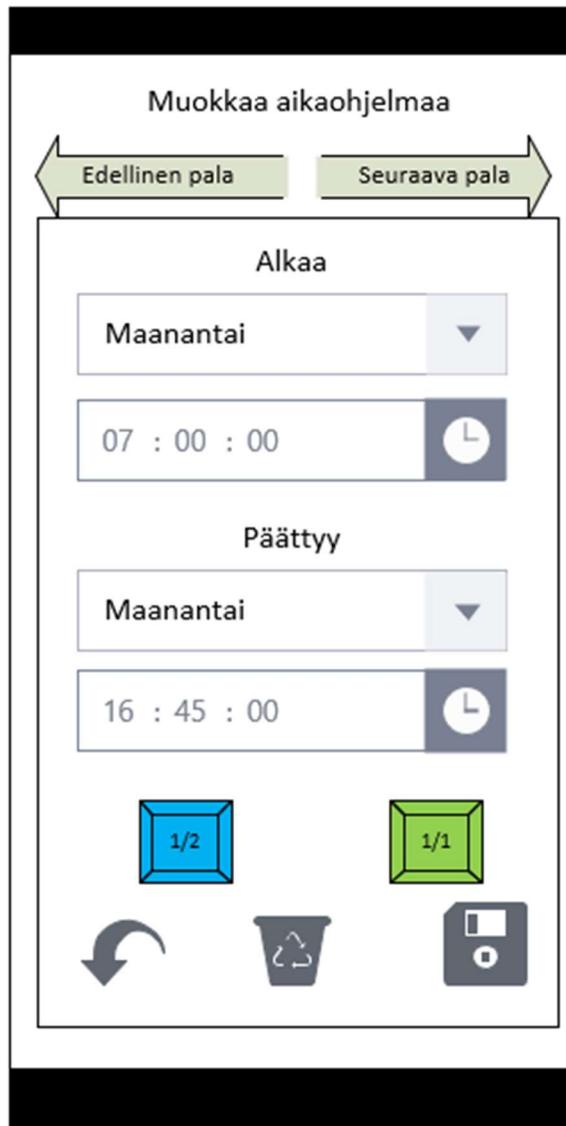 Muokkaa aikaohjelmaa
Edellinen pala
Seuraava pala
Alkaa
Maanantai
07 : 00 : 00
Päättyy
Maanantai
16 : 45 : 00
1/2
1/1